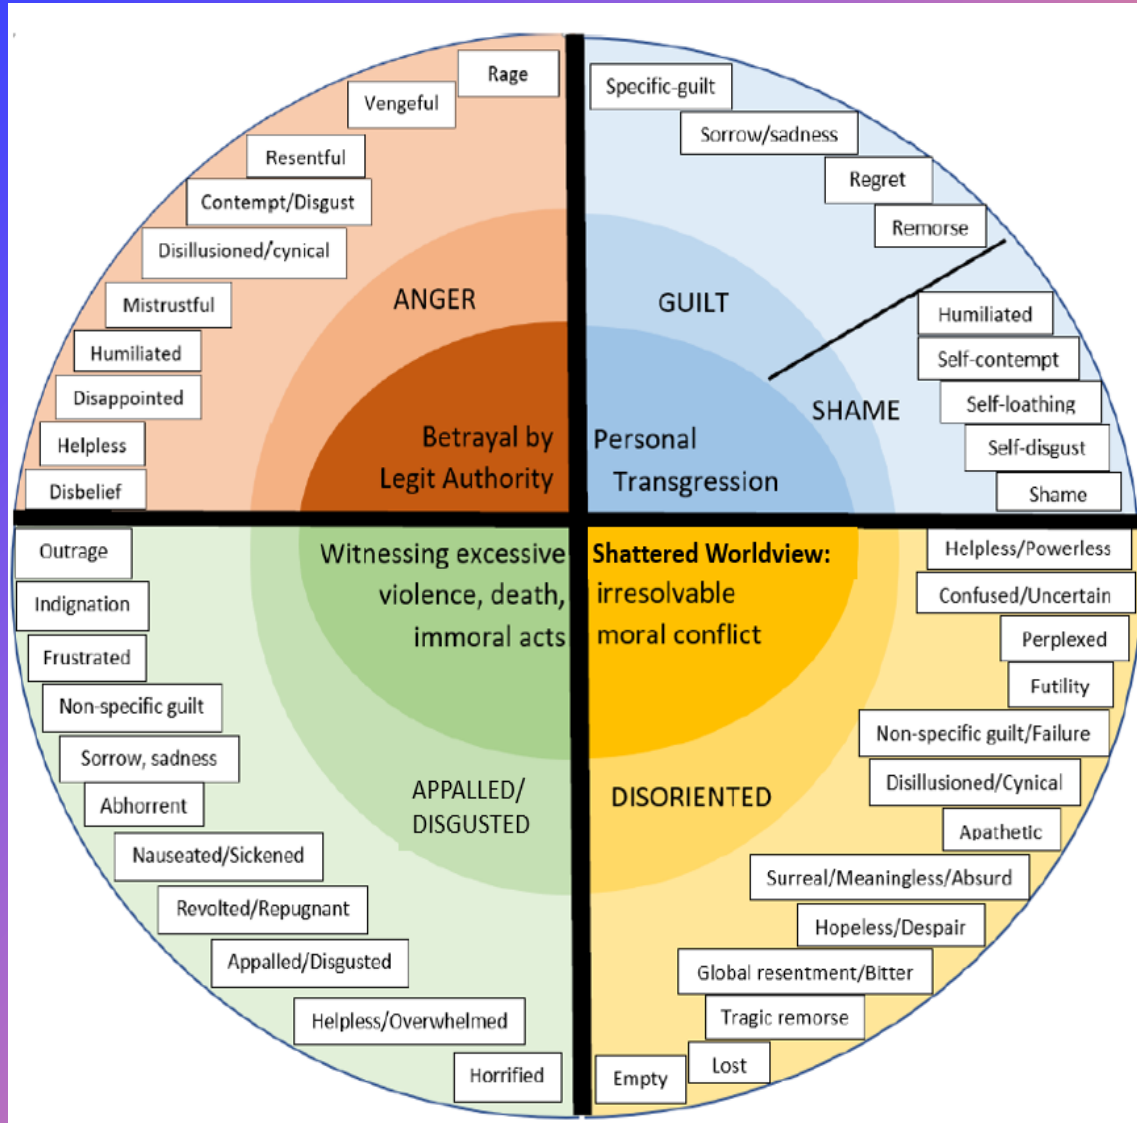 Rage
Vengeful
Resentful
Contempt/Disgust
Disillusioned/cynical
Mistrustful
Humiliated
Disappointed
Helpless
Disbelief
ANGER
Betrayal by
Legit Authority
Specific-guilt
Sorrow/sadness
Regret
Remorse
GUILT
Humiliated
Self-contempt
Self-loathing
Self-disgust
Shame
SHAME
Personal
Transgression
Outrage
Indignation
Frustrated
Non-specific guilt
Sorrow, sadness
Abhorrent
Nauseated/Sickened
Revolted/Repugnant
Appalled/Disgusted
Helpless/Overwhelmed
Horrified
Witnessing excessive
violence, death,
immoral acts
APPALLED/
DISGUSTED
Shattered Worldview:
irresolvable
moral conflict
DISORIENTED
Helpless/Powerless
Confused/Uncertain
Perplexed
Futility
Non-specific guilt/Failure
Disillusioned/Cynical
Apathetic
Surreal/Meaningless/Absurd
Hopeless/Despair
Global resentment/Bitter
Tragic remorse
Lost
Empty